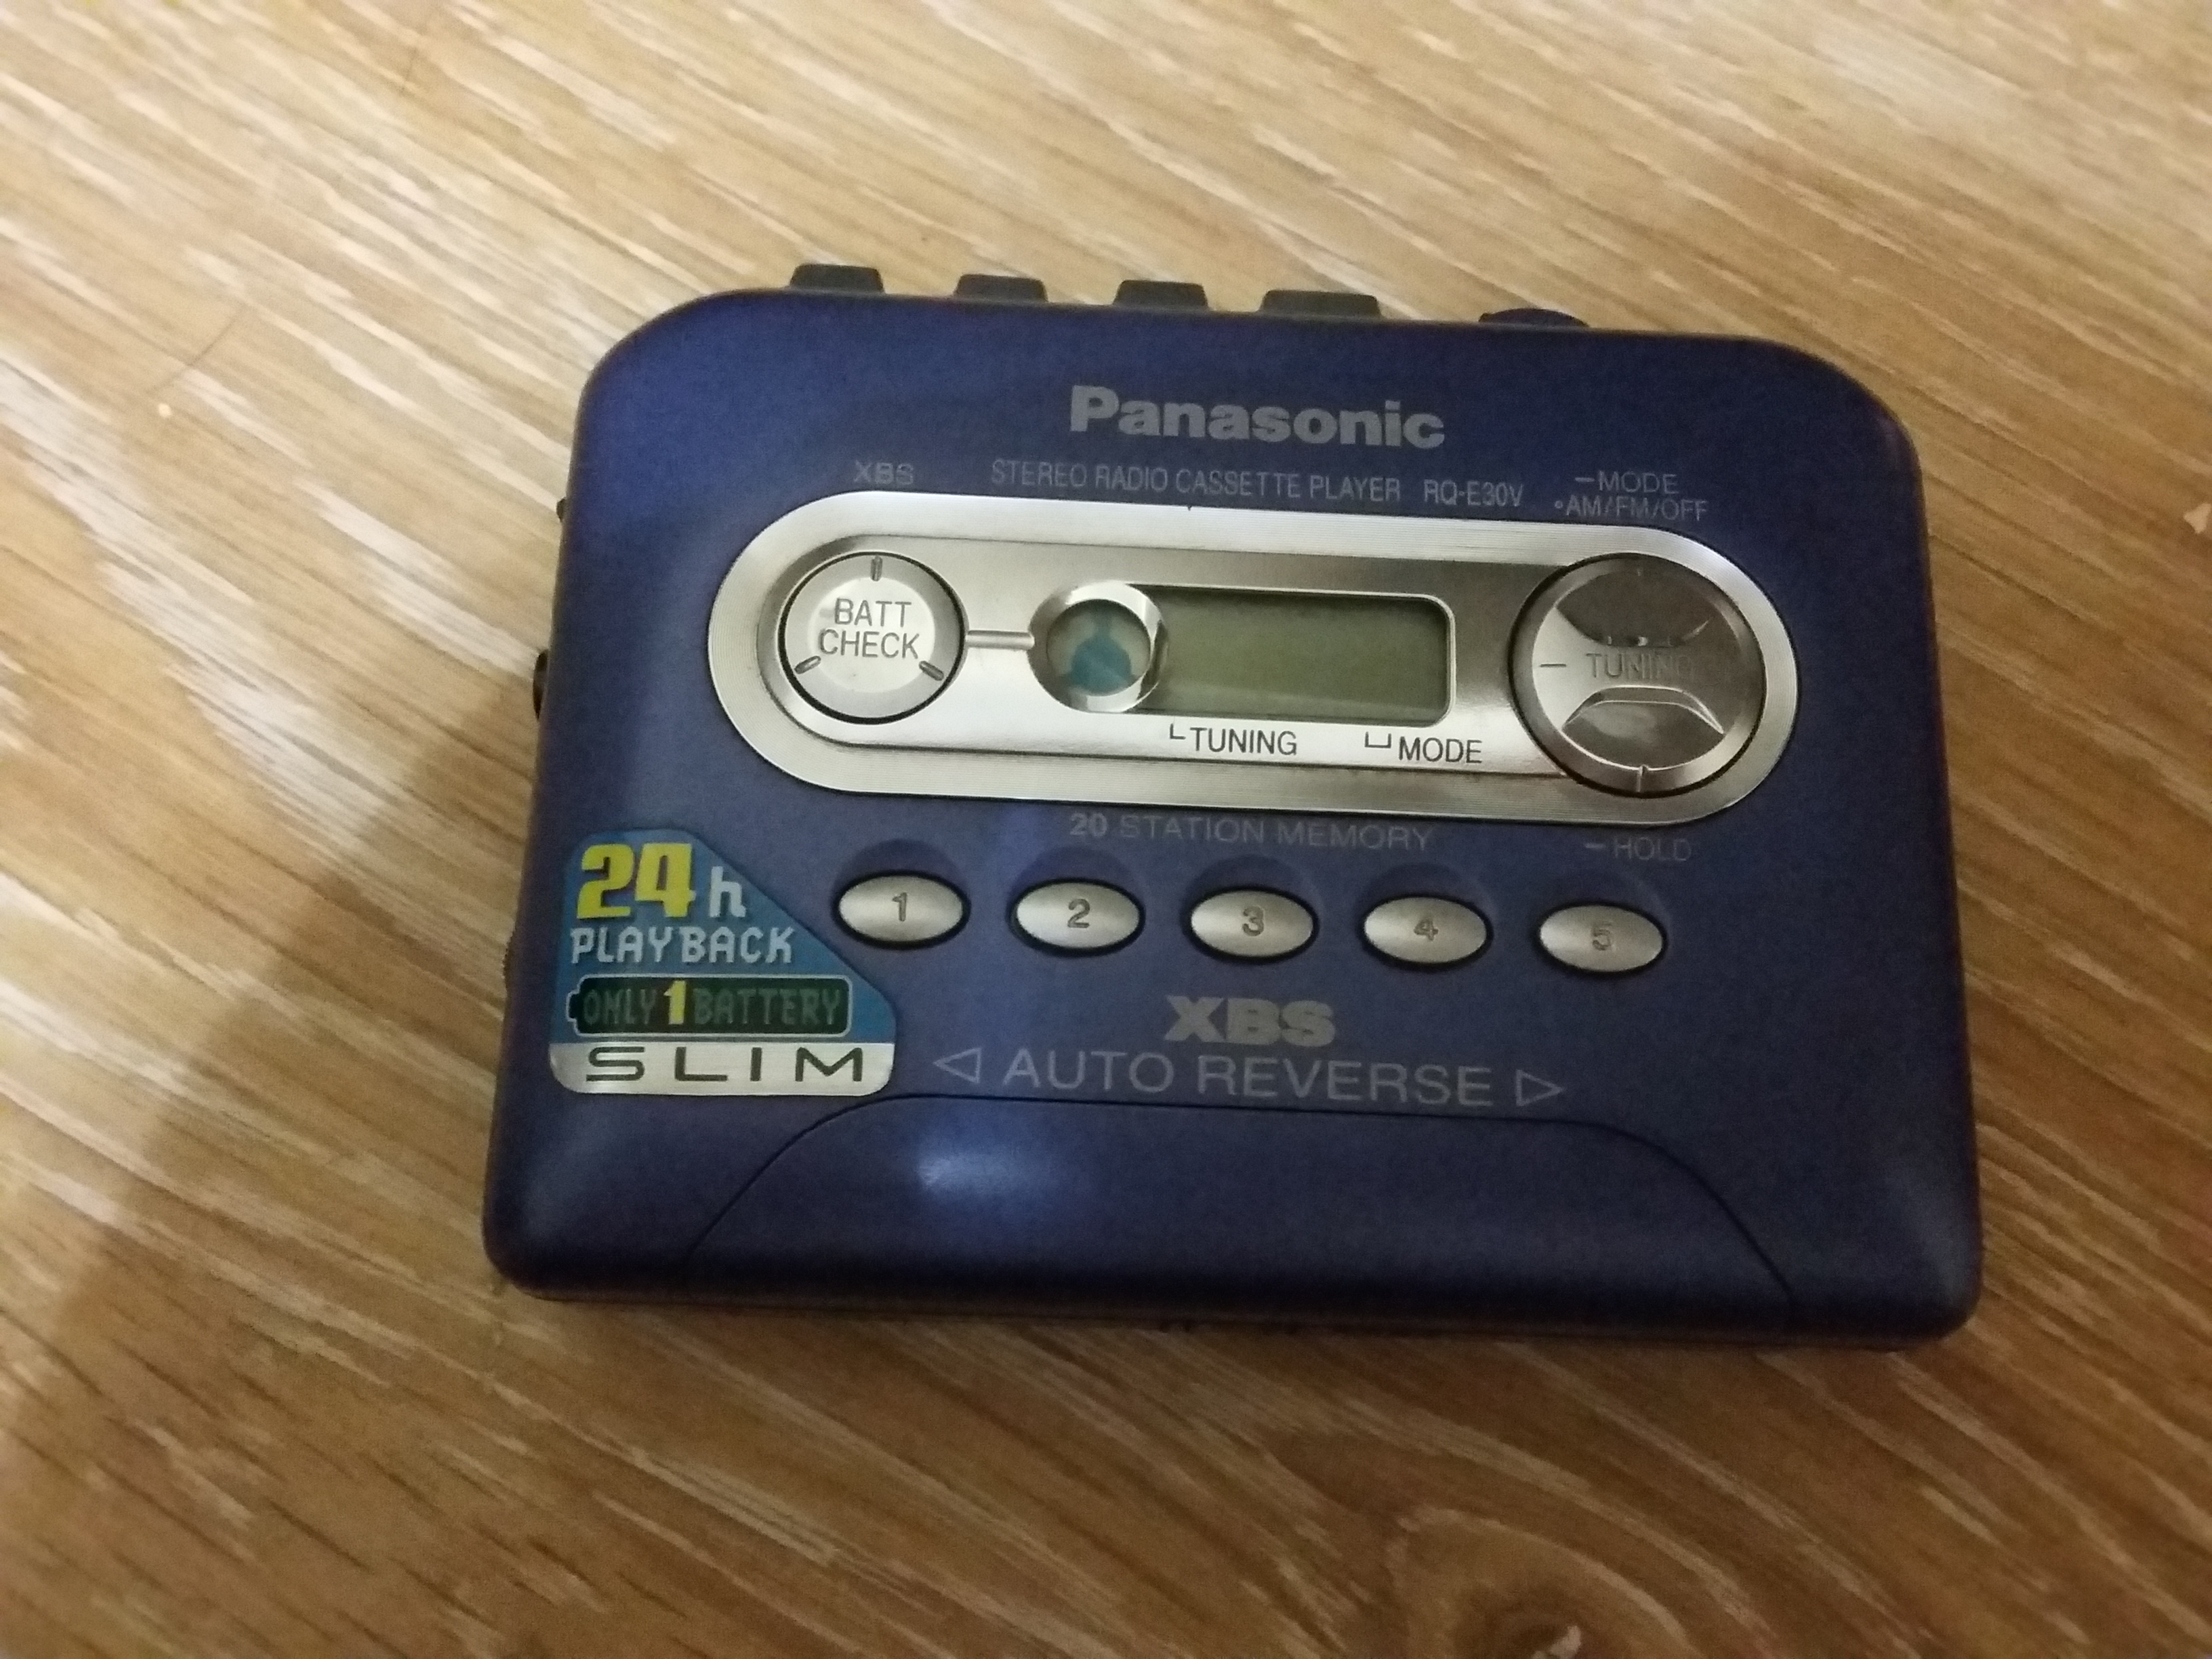 Panasonic
XBS
STEREO RADIO CASSETTE PLAYER RQ-E30V
–MODE
•AM/FM/OFF
BATT
CHECK
TUNING
TUNING
MODE
20 STATION MEMORY
–HOLD
1 2 3 4 5
24h
PLAYBACK
ONLY 1 BATTERY
SLIM
XBS
◁ AUTO REVERSE ▷